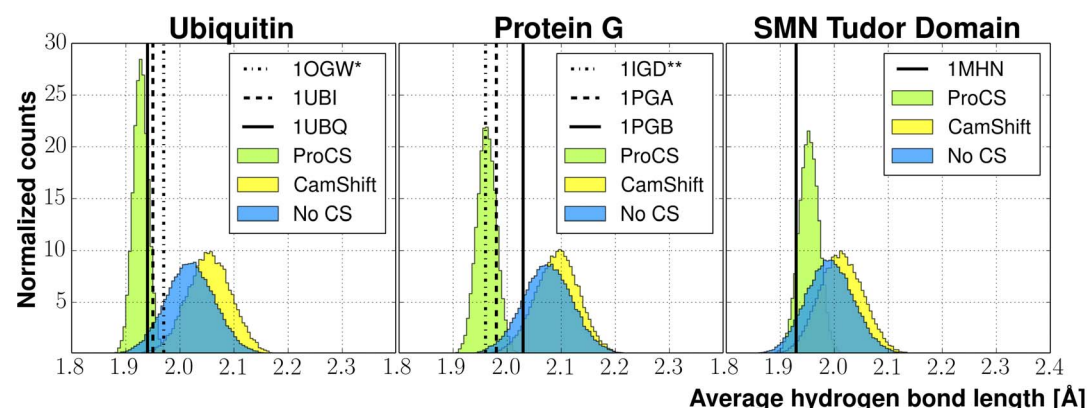 Ubiquitin
Protein G
SMN Tudor Domain
Normalized counts
30
25
20
15
10
5
1OGW*
1UBI
1UBQ
ProCS
CamShift
No CS
1IGD**
1PGA
1PGB
ProCS
CamShift
No CS
1MHN
ProCS
CamShift
No CS
1.8 1.9 2.0 2.1 2.2 2.3 1.8 1.9 2.0 2.1 2.2 2.3 1.8 1.9 2.0 2.1 2.2 2.3 2.4
Average hydrogen bond length [Å]